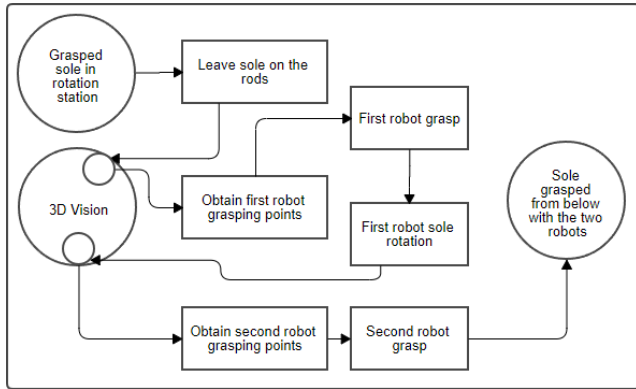 Grasped
sole in
rotation
station
Leave sole on the
rods
First robot grasp
3D Vision
Obtain first robot
grasping points
First robot sole
rotation
Sole
grasped
from below
with the two
robots
Obtain second robot
grasping points
Second robot
grasp